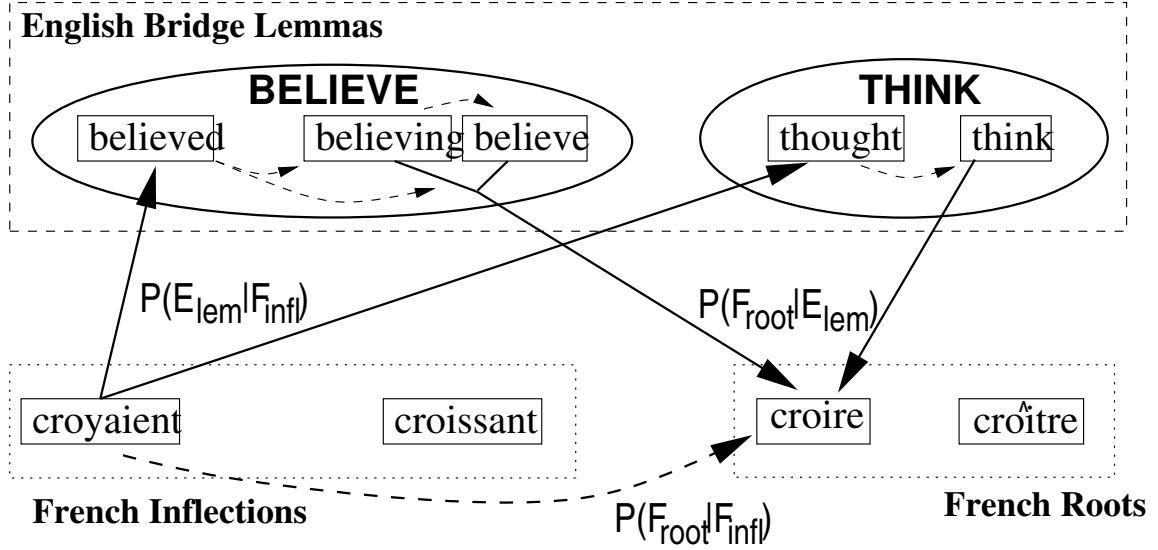 English Bridge Lemmas
BELIEVE THINK
believed believing believe thought think
P(E_lem|F_infl) P(F_root|E_lem)
croyaient croissant croire croître
French Inflections French Roots
P(F_root|F_infl)